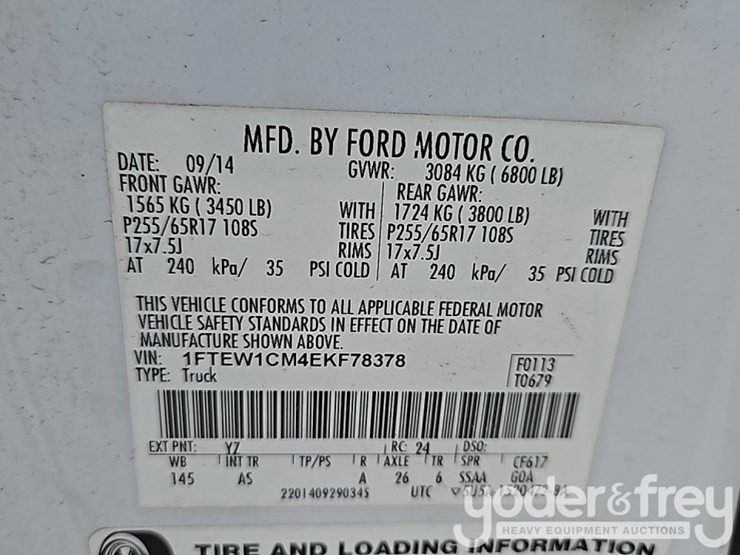 MFD. BY FORD MOTOR CO.
DATE: 09/14 GVWR: 3084 KG ( 6800 LB)
FRONT GAWR: REAR GAWR:
1565 KG ( 3450 LB) WITH 1724 KG ( 3800 LB) WITH
P255/65R17 108S TIRES P255/65R17 108S TIRES
17x7.5J RIMS 17x7.5J RIMS
AT 240 kPa/ 35 PSI COLD AT 240 kPa/ 35 PSI COLD
THIS VEHICLE CONFORMS TO ALL APPLICABLE FEDERAL MOTOR
VEHICLE SAFETY STANDARDS IN EFFECT ON THE DATE OF
MANUFACTURE SHOWN ABOVE.
VIN: 1FTEW1CM4EKF78378 F0113
TYPE: Truck T0679
EXT PNT: Y7 RC: 24 DSO:
WB INT TR TP/PS R AXLE TR SPR CF617
145 AS A 26 6 SSAA GOA
2201409290345 UTC
yoder&frey
HEAVY EQUIPMENT AUCTIONS
TIRE AND LOADING INFORMATION